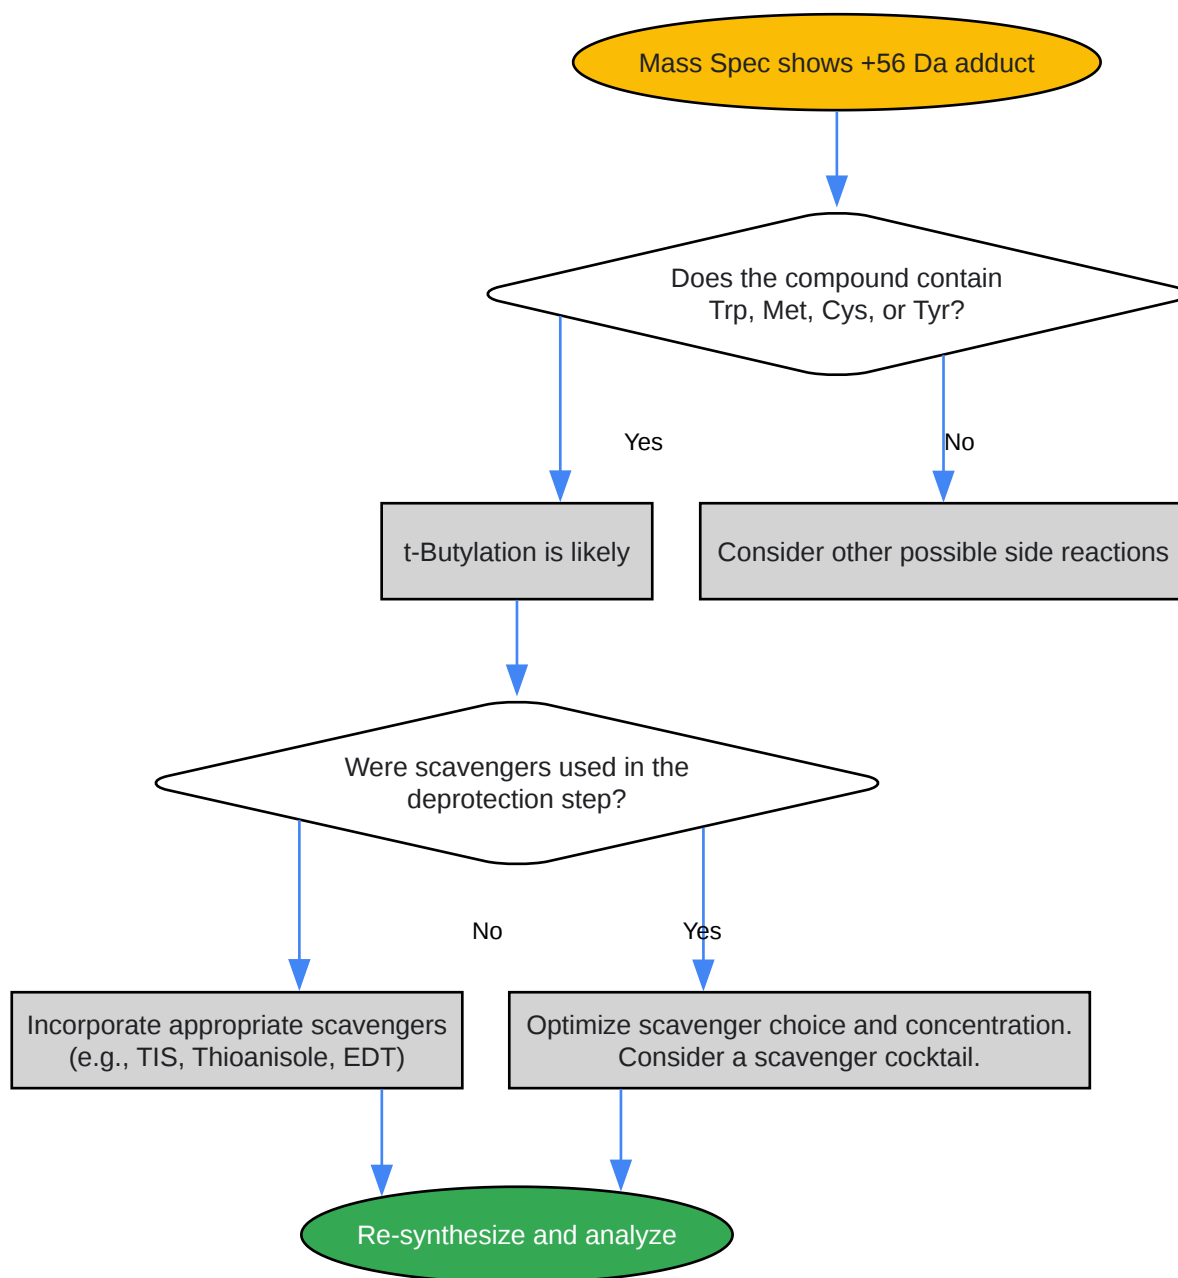 Mass Spec shows +56 Da adduct
Does the compound contain
Trp, Met, Cys, or Tyr?
Yes
No
t-Butylation is likely
Consider other possible side reactions
Were scavengers used in the
deprotection step?
No
Yes
Incorporate appropriate scavengers
(e.g., TIS, Thioanisole, EDT)
Optimize scavenger choice and concentration.
Consider a scavenger cocktail.
Re-synthesize and analyze